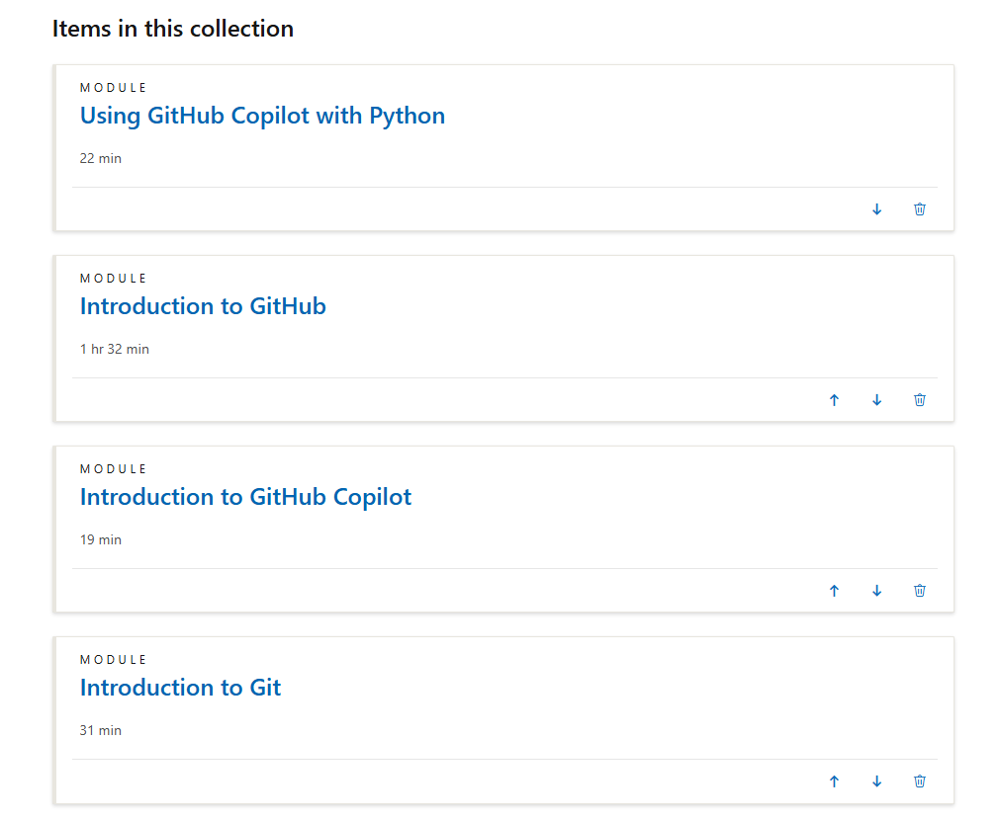 Items in this collection
MODULE
Using GitHub Copilot with Python
22 min
MODULE
Introduction to GitHub
1 hr 32 min
MODULE
Introduction to GitHub Copilot
19 min
MODULE
Introduction to Git
31 min